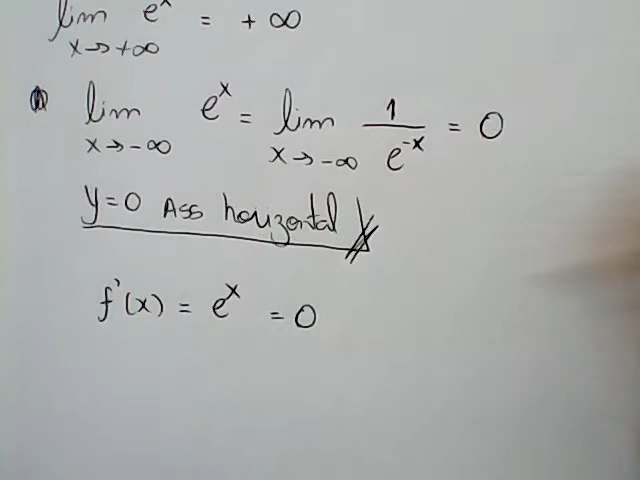 lim e^x = +∞
x→+∞
lim e^x = lim 1/e^-x = 0
x→-∞ x→-∞
y=0 Ass horizontal
f'(x) = e^x = 0